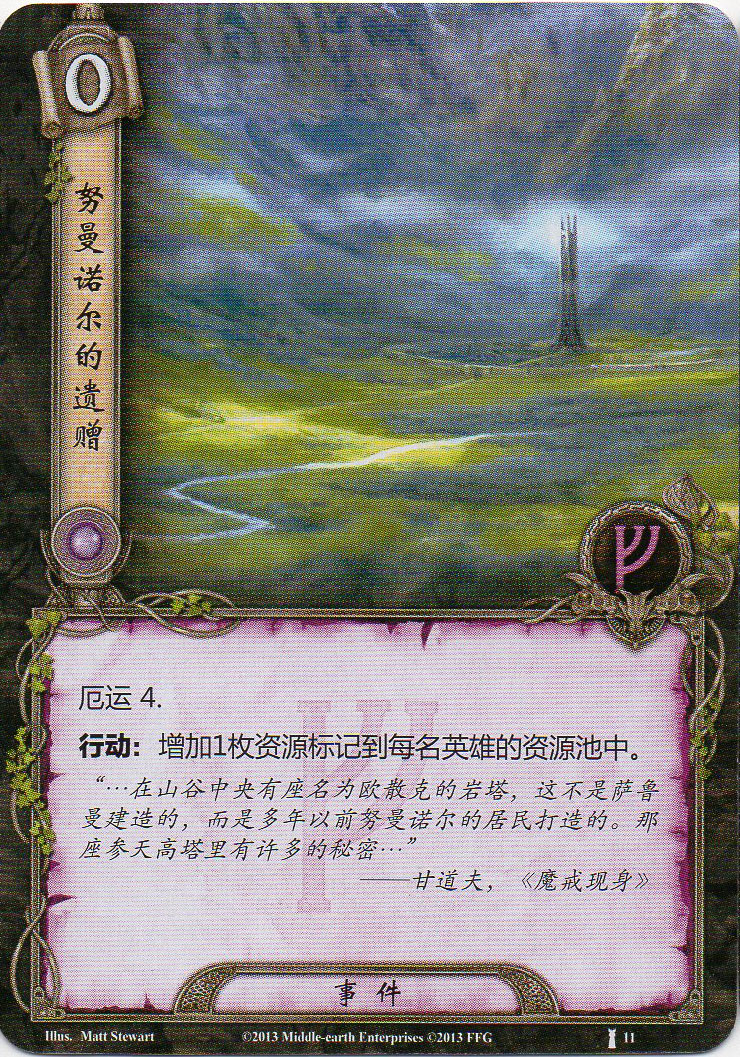 0
努曼诺尔的遗赠
厄运 4.
行动：增加1枚资源标记到每名英雄的资源池中。
“…在山谷中央有座名为欧散克的岩塔，这不是萨鲁
曼建造的，而是多年以前努曼诺尔的居民打造的。那
座参天高塔里有许多的秘密…”
——甘道夫，《魔戒现身》
事件
Illus. Matt Stewart
©2013 Middle-earth Enterprises ©2013 FFG
11